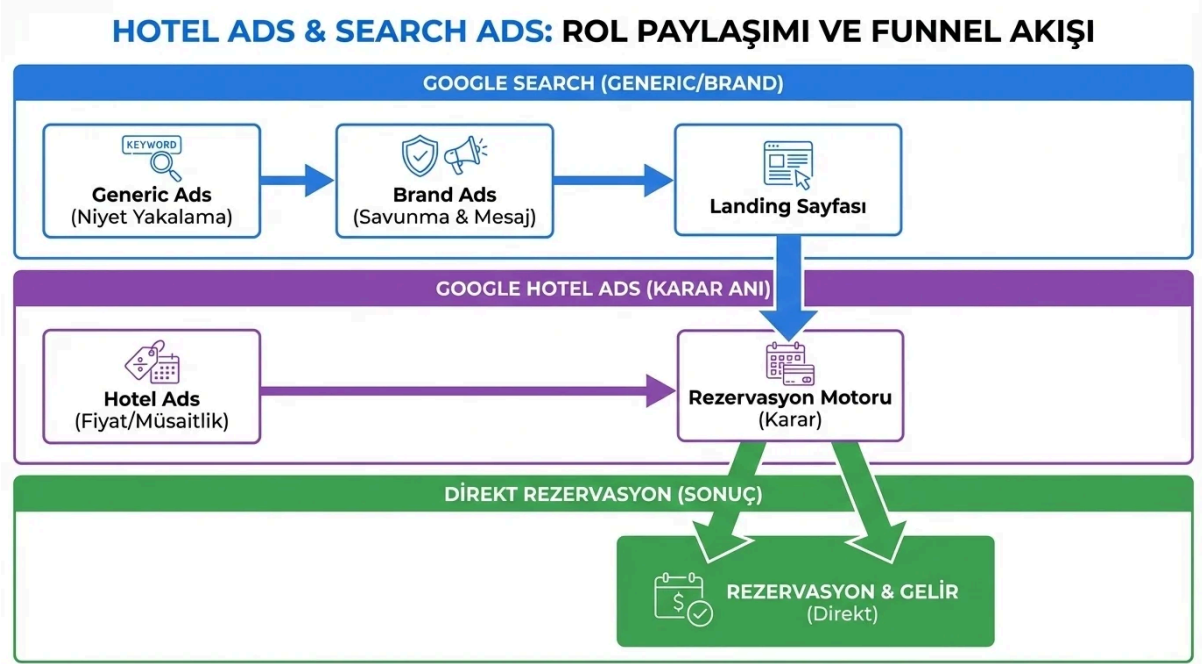 HOTEL ADS & SEARCH ADS: ROL PAYLAŞIMI VE FUNNEL AKIŞI
GOOGLE SEARCH (GENERIC/BRAND)
KEYWORD
Generic Ads
(Niyet Yakalama)
Brand Ads
(Savunma & Mesaj)
Landing Sayfası
GOOGLE HOTEL ADS (KARAR ANI)
Hotel Ads
(Fiyat/Müsaitlik)
Rezervasyon Motoru
(Karar)
DİREKT REZERVASYON (SONUÇ)
$
REZERVASYON & GELİR
(Direkt)